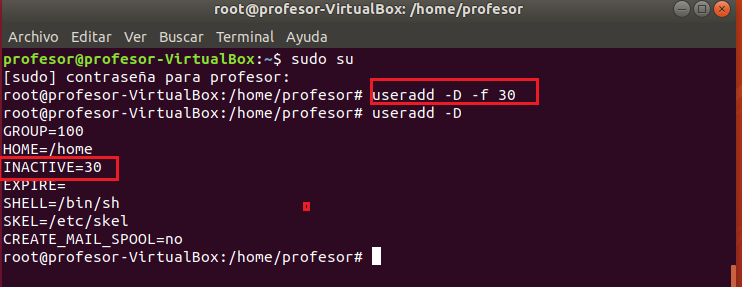 root@profesor-VirtualBox: /home/profesor
Archivo Editar Ver Buscar Terminal Ayuda
profesor@profesor-VirtualBox:~$ sudo su
[sudo] contraseña para profesor:
root@profesor-VirtualBox:/home/profesor# useradd -D -f 30
root@profesor-VirtualBox:/home/profesor# useradd -D
GROUP=100
HOME=/home
INACTIVE=30
EXPIRE=
SHELL=/bin/sh
SKEL=/etc/skel
CREATE_MAIL_SPOOL=no
root@profesor-VirtualBox:/home/profesor#